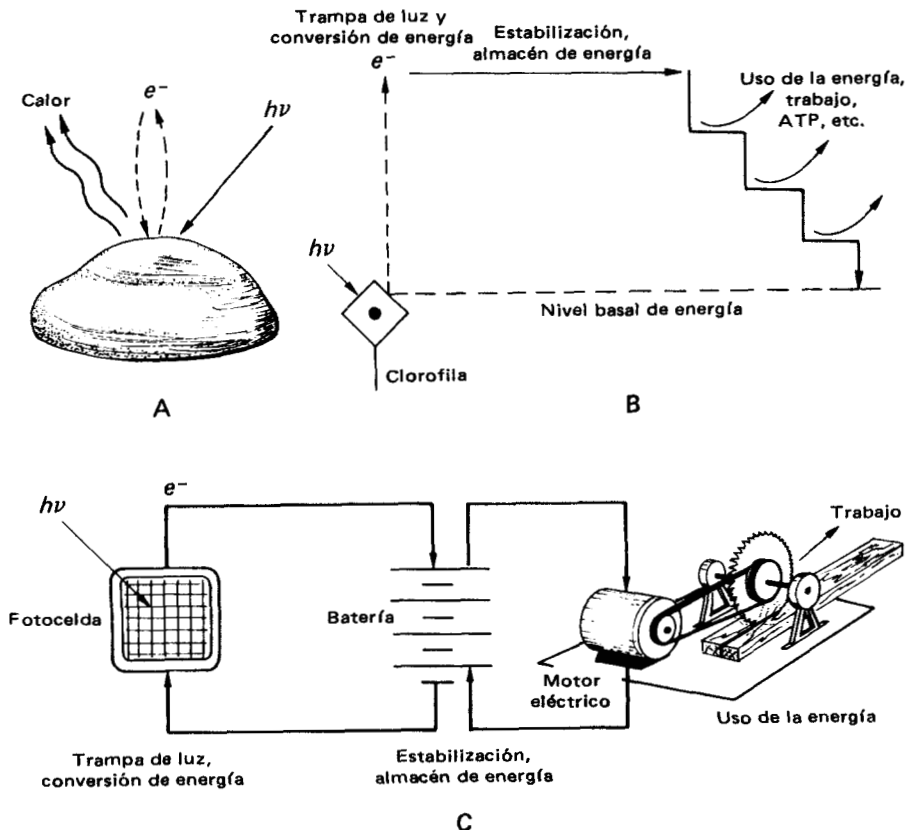 Calor
e⁻
hν
A
Trampa de luz y
conversión de energía
e⁻
Estabilización,
almacén de energía
Uso de la energía,
trabajo,
ATP, etc.
hν
Nivel basal de energía
Clorofila
B
e⁻
hν
Fotocelda
Batería
Trabajo
Motor
eléctrico
Uso de la energía
Trampa de luz,
conversión de energía
Estabilización,
almacén de energía
C